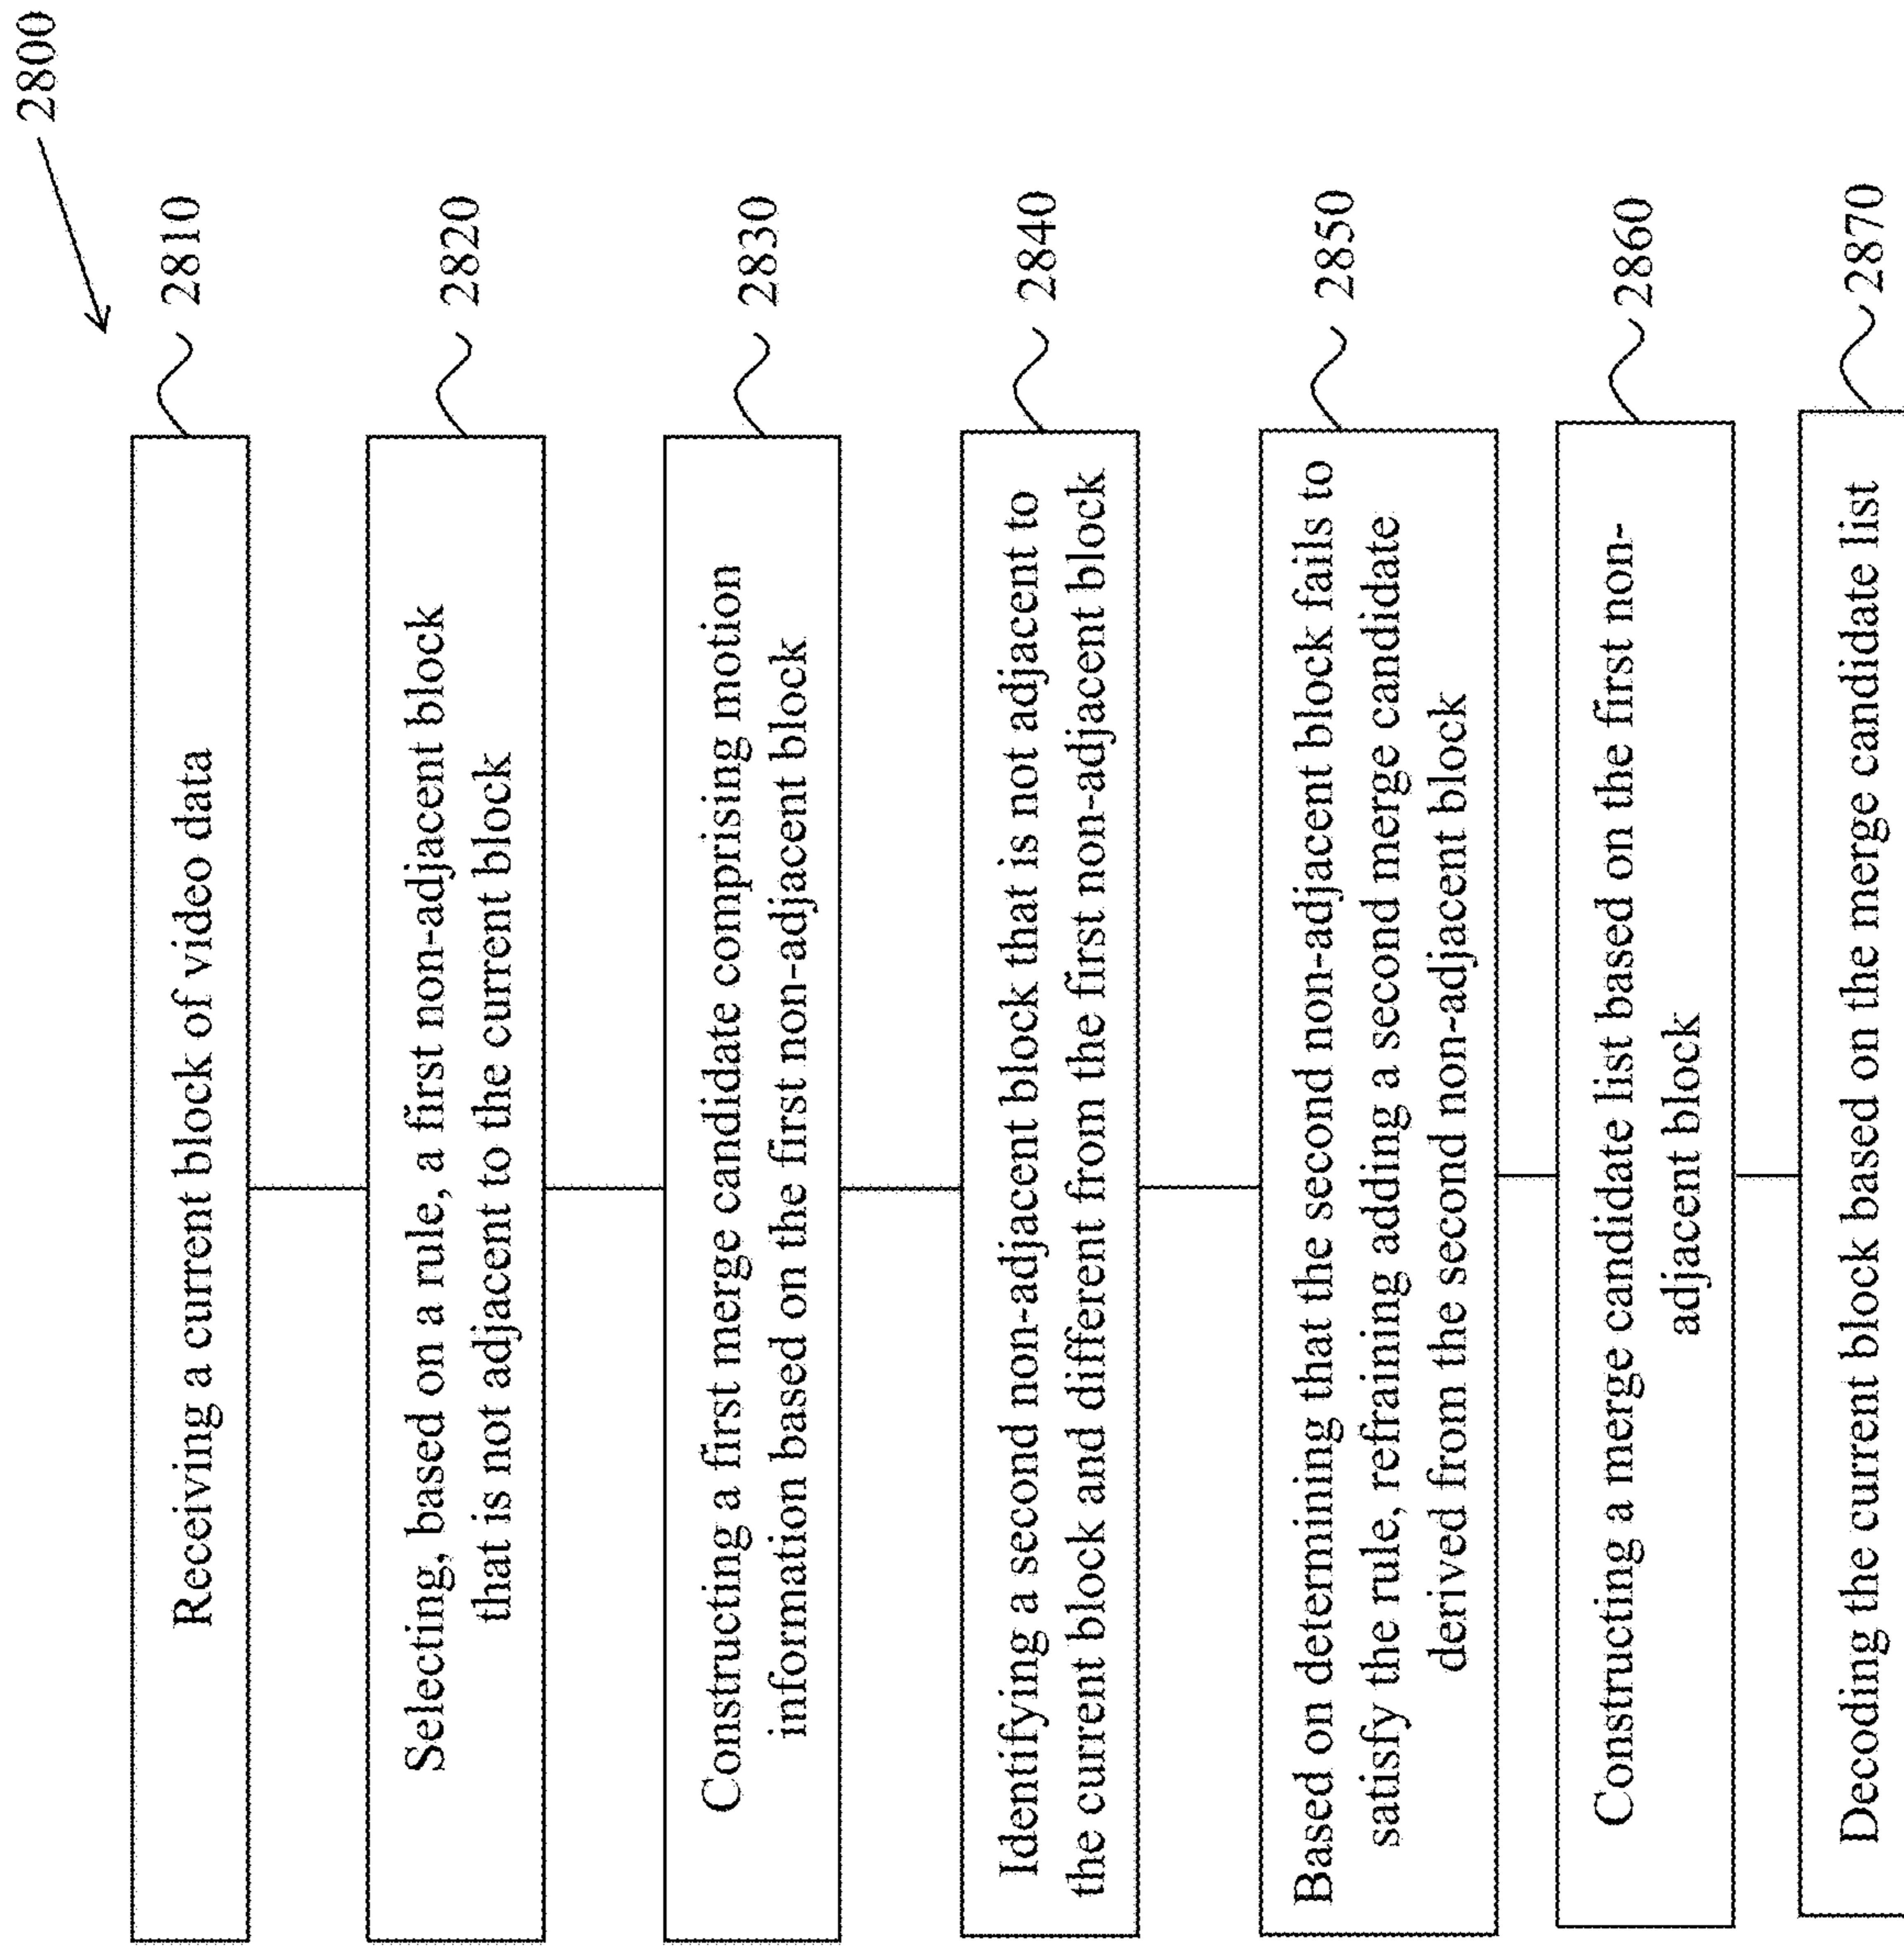 2800
Receiving a current block of video data
2810
Selecting, based on a rule, a first non-adjacent block
that is not adjacent to the current block
2820
Constructing a first merge candidate comprising motion
information based on the first non-adjacent block
2830
Identifying a second non-adjacent block that is not adjacent to
the current block and different from the first non-adjacent block
2840
Based on determining that the second non-adjacent block fails to
satisfy the rule, refraining adding a second merge candidate
derived from the second non-adjacent block
2850
Constructing a merge candidate list based on the first non-
adjacent block
2860
Decoding the current block based on the merge candidate list
2870